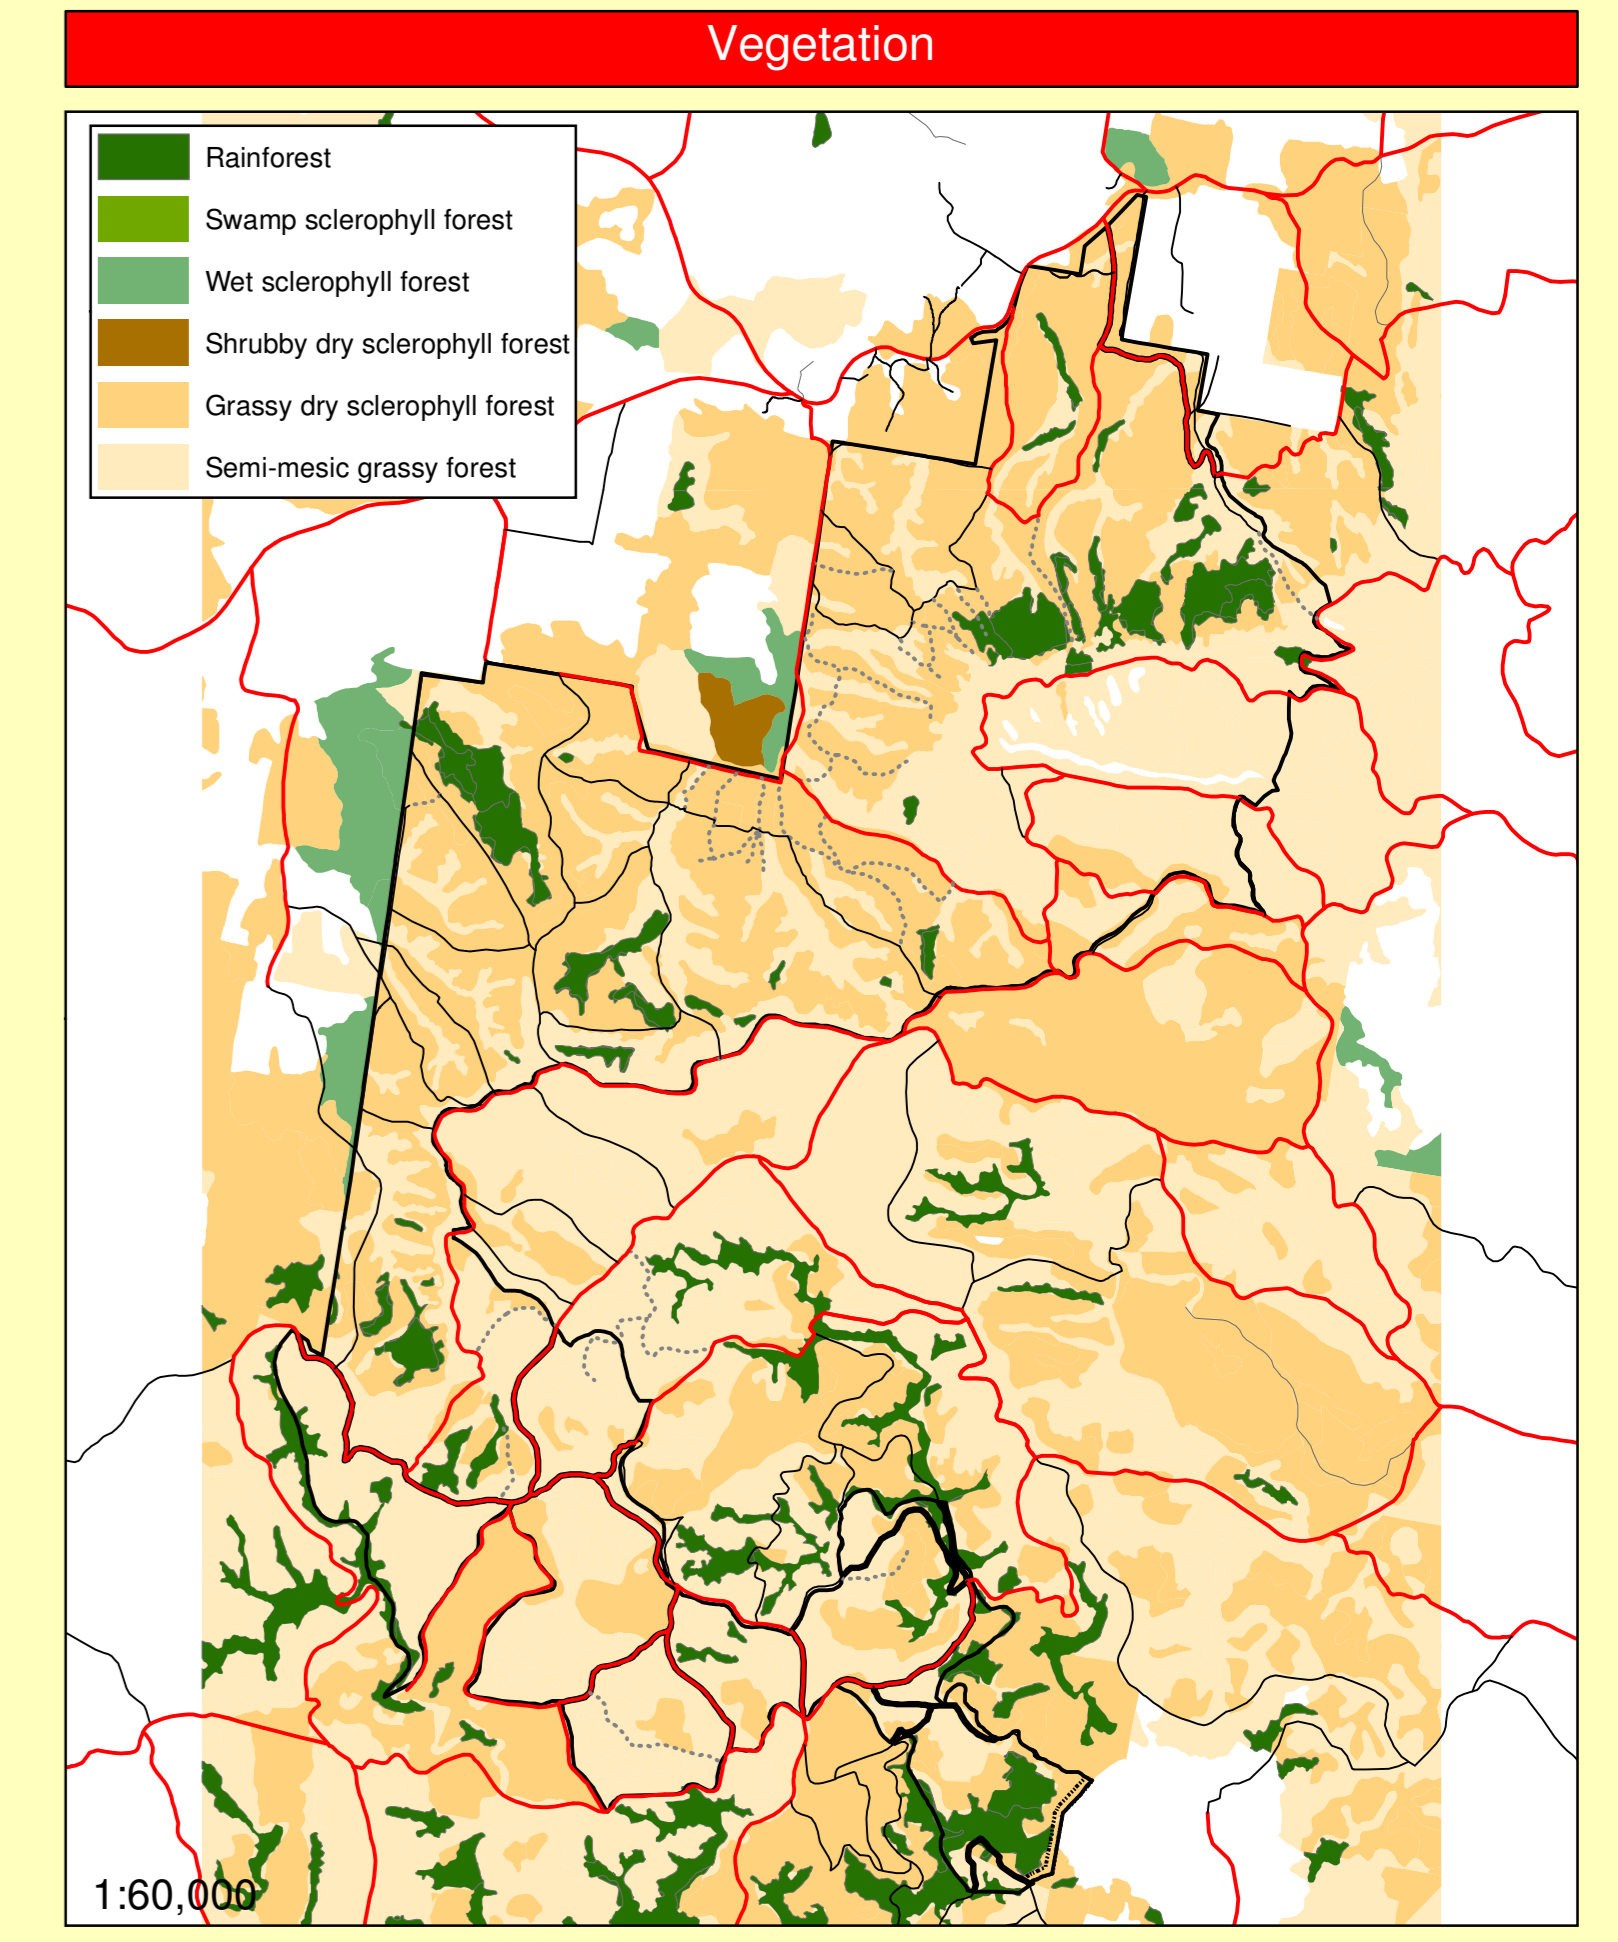 Vegetation
Rainforest
Swamp sclerophyll forest
Wet sclerophyll forest
Shrubby dry sclerophyll forest
Grassy dry sclerophyll forest
Semi-mesic grassy forest
1:60,000